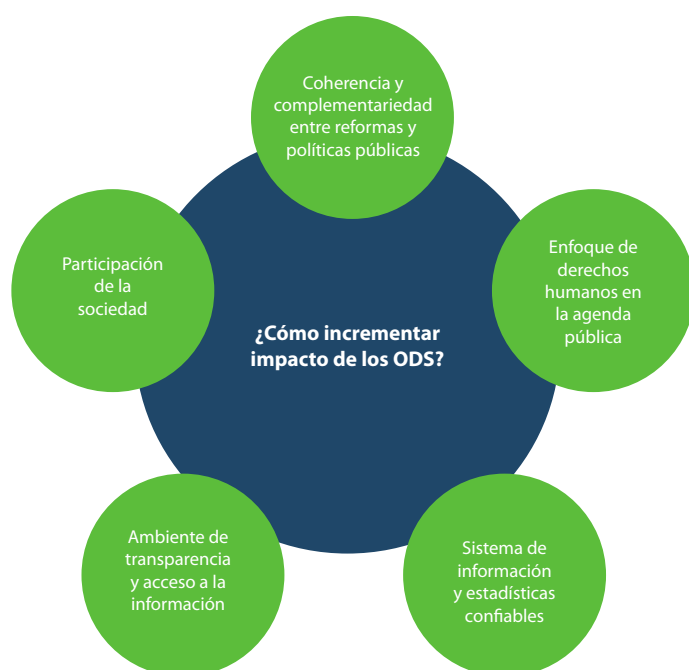 Coherencia y
complementariedad
entre reformas y
políticas públicas
Participación
de la
sociedad
Enfoque de
derechos
humanos en
la agenda
pública
¿Cómo incrementar
impacto de los ODS?
Ambiente de
transparencia
y acceso a la
información
Sistema de
información
y estadísticas
confiables